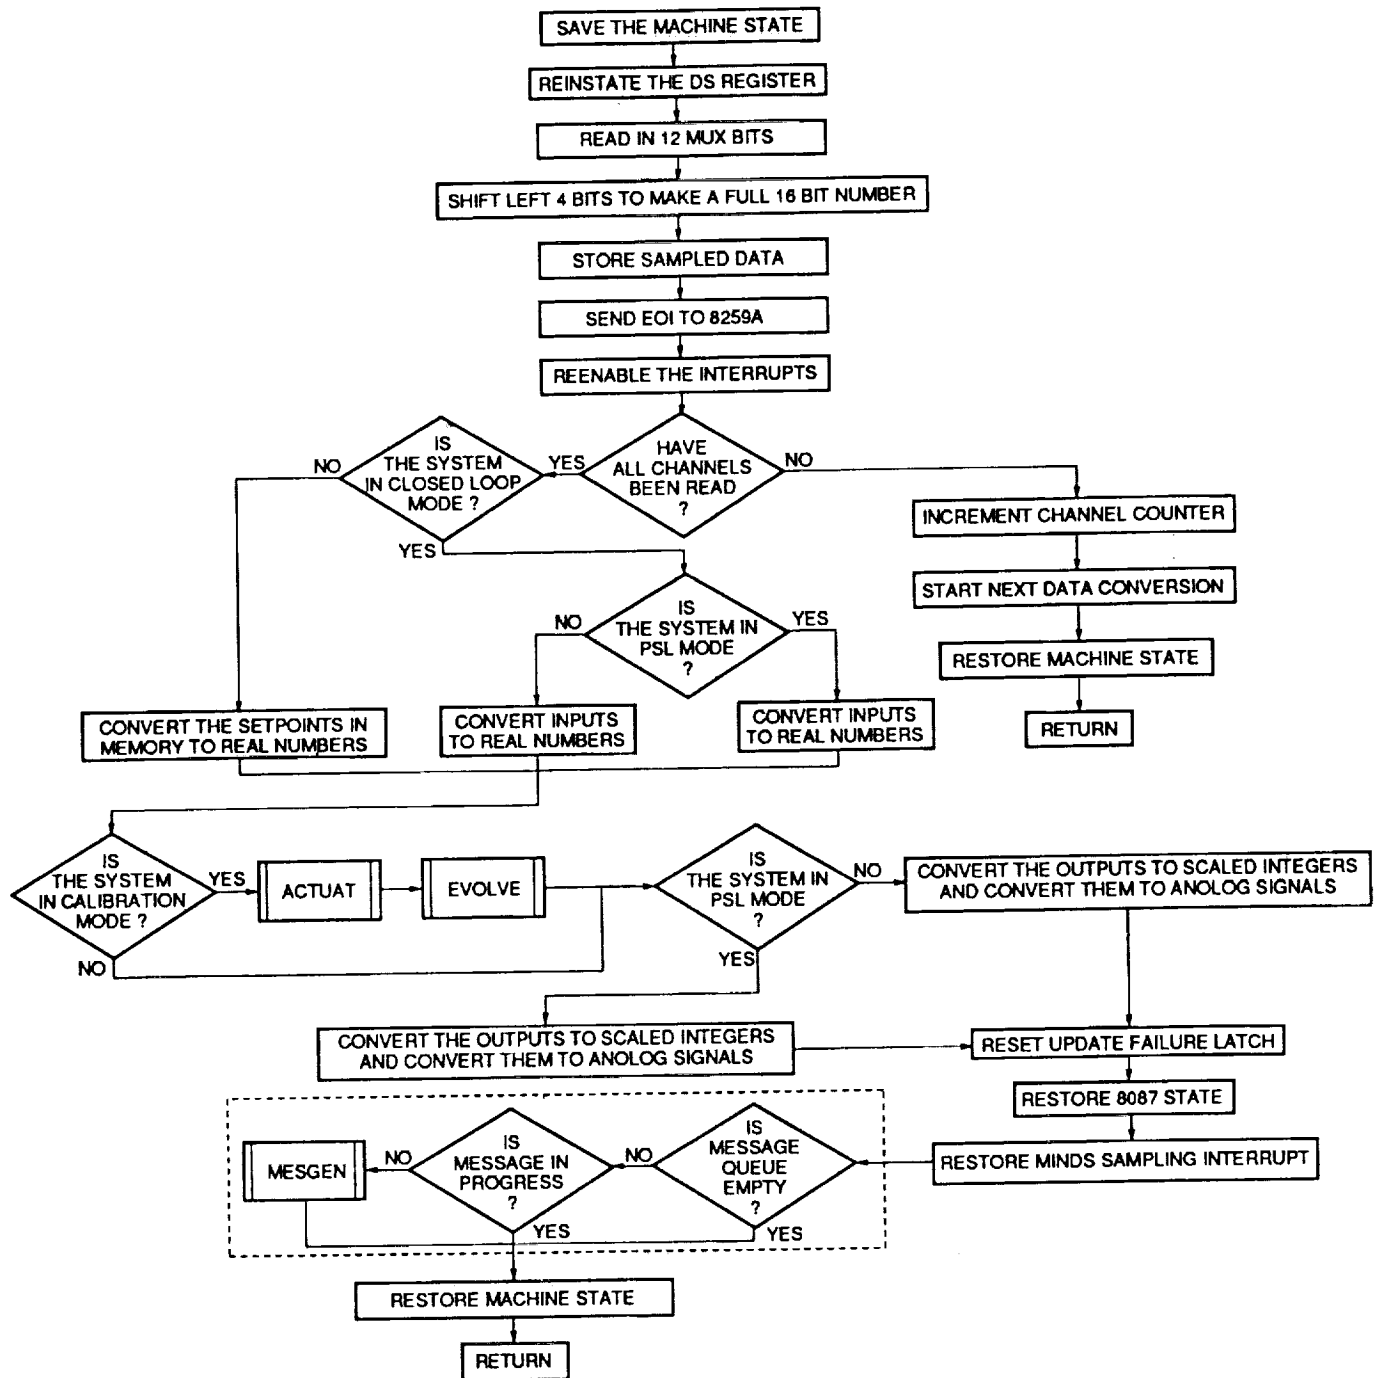 SAVE THE MACHINE STATE
REINSTATE THE DS REGISTER
READ IN 12 MUX BITS
SHIFT LEFT 4 BITS TO MAKE A FULL 16 BIT NUMBER
STORE SAMPLED DATA
SEND EOI TO 8259A
REENABLE THE INTERRUPTS
HAVE
ALL CHANNELS
BEEN READ
?
YES
NO
IS
THE SYSTEM
IN CLOSED LOOP
MODE ?
NO
YES
INCREMENT CHANNEL COUNTER
START NEXT DATA CONVERSION
RESTORE MACHINE STATE
RETURN
IS
THE SYSTEM IN
PSL MODE
?
NO
YES
CONVERT THE SETPOINTS IN
MEMORY TO REAL NUMBERS
CONVERT INPUTS
TO REAL NUMBERS
CONVERT INPUTS
TO REAL NUMBERS
IS
THE SYSTEM
IN CALIBRATION
MODE ?
YES
NO
ACTUAT
EVOLVE
IS
THE SYSTEM IN
PSL MODE
?
NO
YES
CONVERT THE OUTPUTS TO SCALED INTEGERS
AND CONVERT THEM TO ANOLOG SIGNALS
CONVERT THE OUTPUTS TO SCALED INTEGERS
AND CONVERT THEM TO ANOLOG SIGNALS
RESET UPDATE FAILURE LATCH
RESTORE 8087 STATE
RESTORE MINDS SAMPLING INTERRUPT
IS
MESSAGE
QUEUE
EMPTY
?
NO
YES
IS
MESSAGE IN
PROGRESS
?
NO
YES
MESGEN
RESTORE MACHINE STATE
RETURN